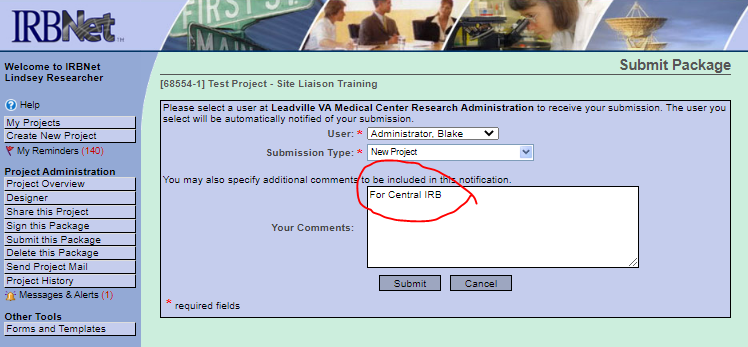 FIRST ST
MAIN
IRBNet™
Welcome to IRBNet
Lindsey Researcher
Help
My Projects
Create New Project
My Reminders (140)
Project Administration
Project Overview
Designer
Share this Project
Sign this Package
Submit this Package
Delete this Package
Send Project Mail
Project History
Messages & Alerts (1)
Other Tools
Forms and Templates
Submit Package
[68554-1] Test Project - Site Liaison Training
Please select a user at Leadville VA Medical Center Research Administration to receive your submission. The user you
select will be automatically notified of your submission.
User: * Administrator, Blake
Submission Type: * New Project
You may also specify additional comments to be included in this notification.
Your Comments: For Central IRB
Submit Cancel
* required fields